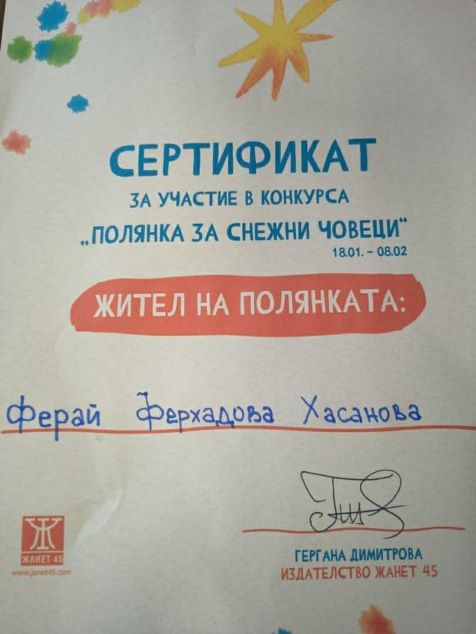 СЕРТИФИКАТ
ЗА УЧАСТИЕ В КОНКУРСА
„ПОЛЯНКА ЗА СНЕЖНИ ЧОВЕЦИ“
18.01. – 08.02
ЖИТЕЛ НА ПОЛЯНКАТА:
Ферай Ферхадова Хасанова
ГЕРГАНА ДИМИТРОВА
ИЗДАТЕЛСТВО ЖАНЕТ 45
Ж
ЖАНЕТ 45
www.janet45.com